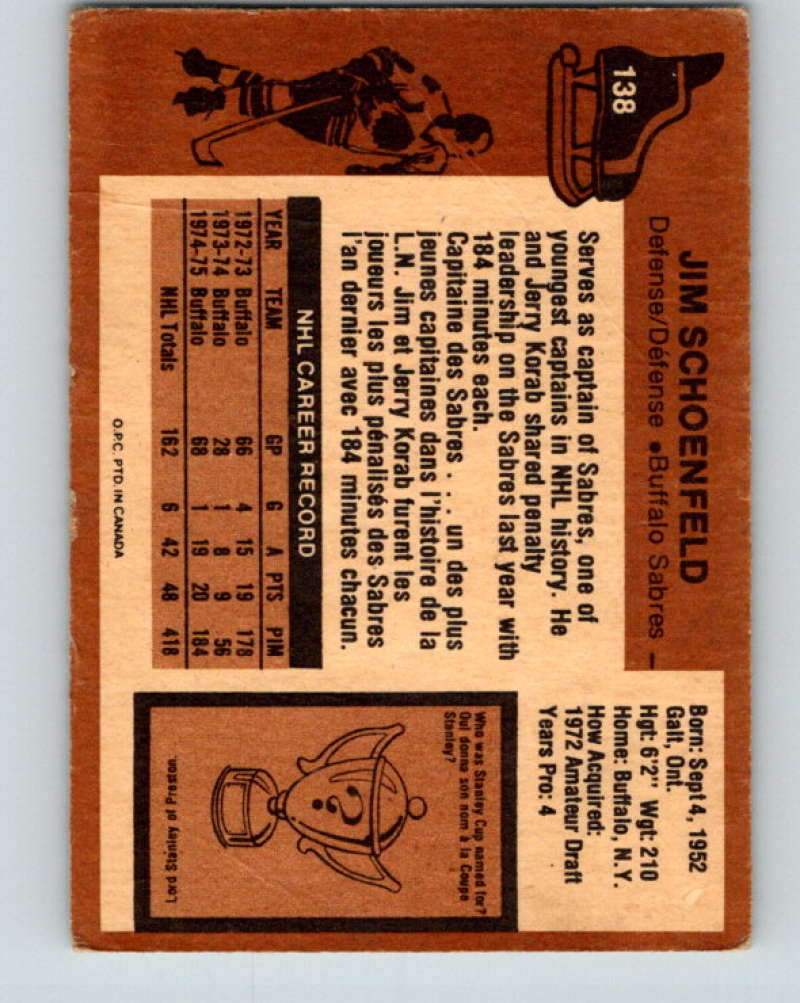 138
JIM SCHOENFELD
Defense/Défense •Buffalo Sabres –
Born: Sept 4, 1952
Galt, Ont.
Hgt: 6'2" Wgt: 210
Home: Buffalo, N.Y.
How Acquired:
1972 Amateur Draft
Years Pro: 4
Serves as captain of Sabres, one of
youngest captains in NHL history. He
and Jerry Korab shared penalty
leadership on the Sabres last year with
184 minutes each.
Capitaine des Sabres . . . un des plus
jeunes capitaines dans l'histoire de la
L.N. Jim et Jerry Korab furent les
joueurs les plus pénalisés des Sabres
l'an dernier avec 184 minutes chacun.
NHL CAREER RECORD
YEAR TEAM GP G A PTS PIM
1972-73 Buffalo 66 4 15 19 178
1973-74 Buffalo 28 1 8 9 56
1974-75 Buffalo 68 1 19 20 184
NHL Totals 162 6 42 48 418
O.P.C. PTD. IN CANADA
Who was Stanley Cup named for?
Qui donna son nom à la Coupe
Stanley?
?
Lord Stanley of Preston